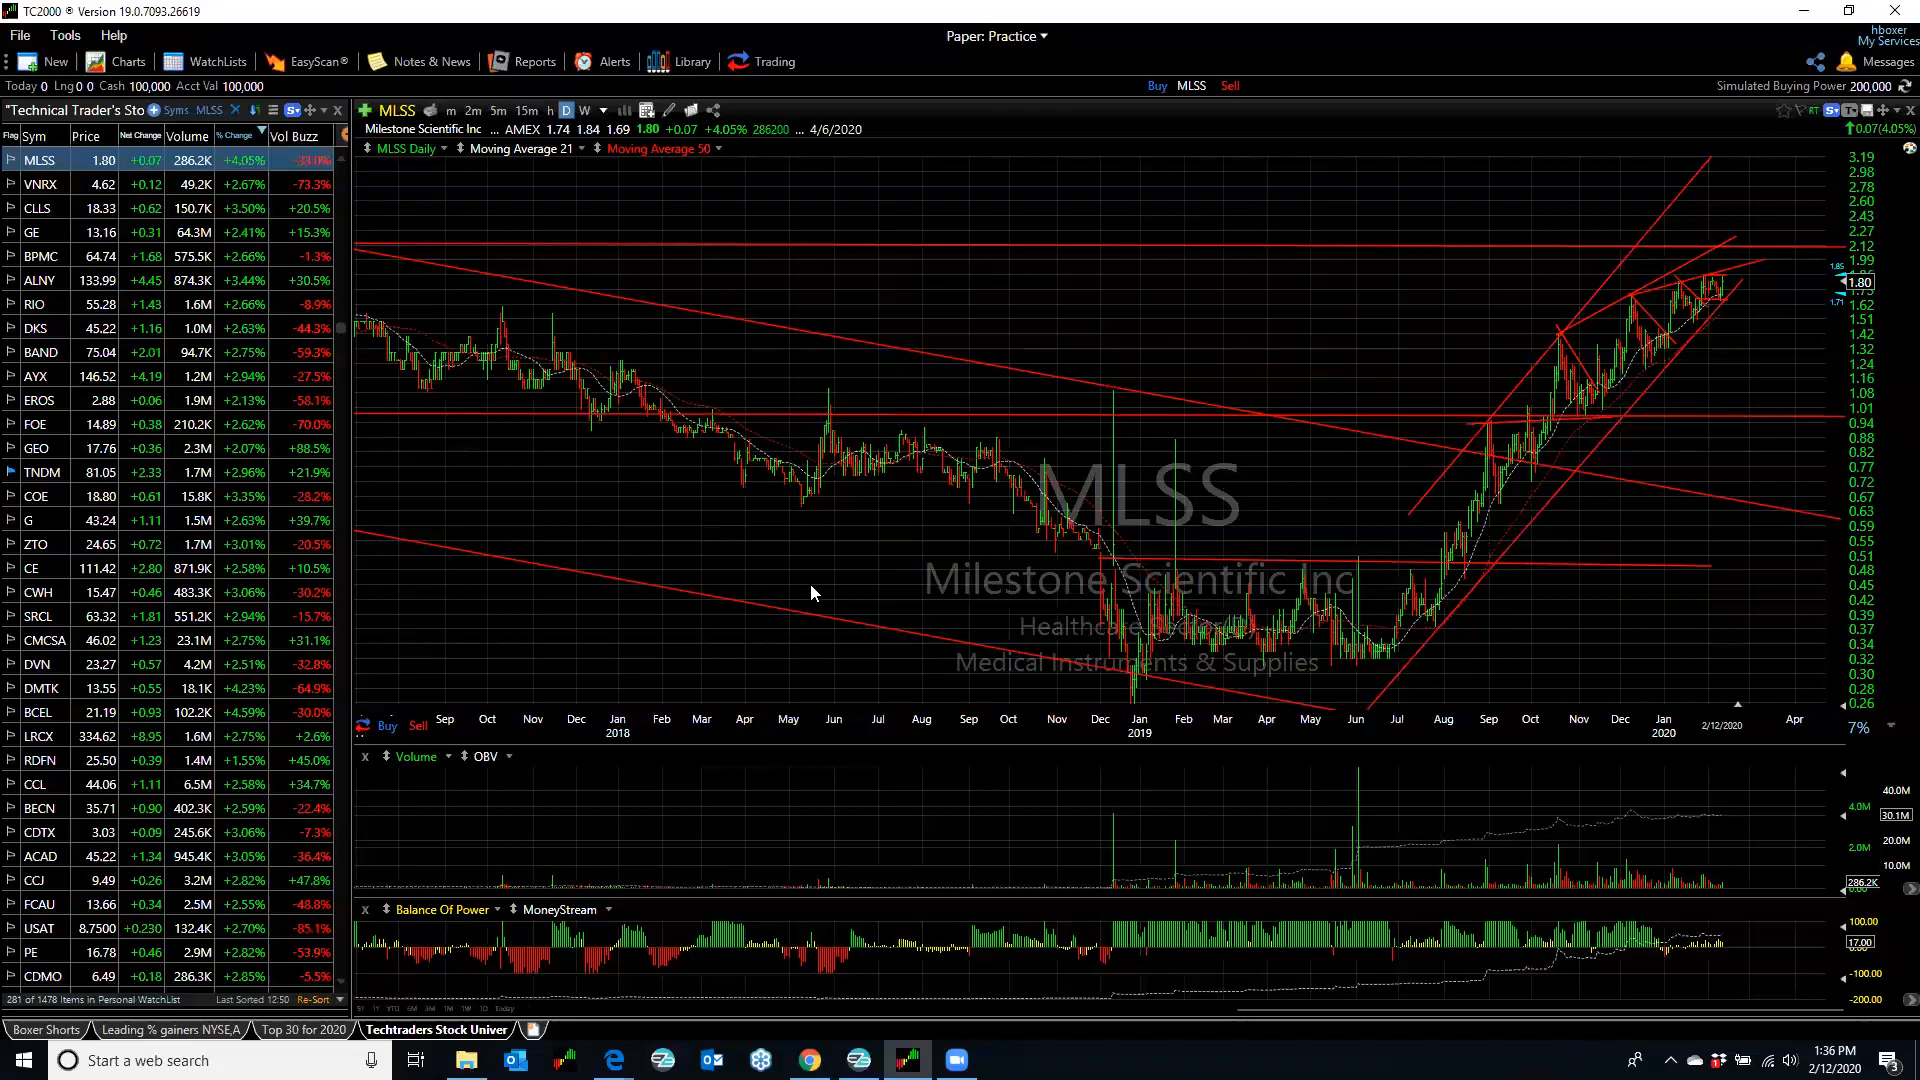 TC2000 ® Version 19.0.7093.26619
File Tools Help
Paper: Practice
hboxer
My Services
New Charts WatchLists EasyScan® Notes & News Reports Alerts Library Trading
Messages
Today 0 Lng 0 0 Cash 100,000 Acct Val 100,000
Buy MLSS Sell
Simulated Buying Power 200,000
"Technical Trader's Sto Syms MLSS
MLSS m 2m 5m 15m h D W
RT
Milestone Scientific Inc ... AMEX 1.74 1.84 1.69 1.80 +0.07 +4.05% 286200 ... 4/6/2020
0.07(4.05%)
MLSS Daily Moving Average 21 Moving Average 50
Flag Sym Price Net Change Volume % Change Vol Buzz
MLSS 1.80 +0.07 286.2K +4.05% -33.0%
VNRX 4.62 +0.12 49.2K +2.67% -73.3%
CLLS 18.33 +0.62 150.7K +3.50% +20.5%
GE 13.16 +0.31 64.3M +2.41% +15.3%
BPMC 64.74 +1.68 575.5K +2.66% -1.3%
ALNY 133.99 +4.45 874.3K +3.44% +30.5%
RIO 55.28 +1.43 1.6M +2.66% -8.9%
DKS 45.22 +1.16 1.0M +2.63% -44.3%
BAND 75.04 +2.01 94.7K +2.75% -59.3%
AYX 146.52 +4.19 1.2M +2.94% -27.5%
EROS 2.88 +0.06 1.9M +2.13% -58.1%
FOE 14.89 +0.38 210.2K +2.62% -70.0%
GEO 17.76 +0.36 2.3M +2.07% +88.5%
TNDM 81.05 +2.33 1.7M +2.96% +21.9%
COE 18.80 +0.61 15.8K +3.35% -28.2%
G 43.24 +1.11 1.5M +2.63% +39.7%
ZTO 24.65 +0.72 1.7M +3.01% -20.5%
CE 111.42 +2.80 871.9K +2.58% +10.5%
CWH 15.47 +0.46 483.3K +3.06% -30.2%
SRCL 63.32 +1.81 551.2K +2.94% -15.7%
CMCSA 46.02 +1.23 23.1M +2.75% +31.1%
DVN 23.27 +0.57 4.2M +2.51% -32.8%
DMTK 13.55 +0.55 18.1K +4.23% -64.9%
BCEL 21.19 +0.93 102.2K +4.59% -30.0%
LRCX 334.62 +8.95 1.6M +2.75% +2.6%
RDFN 25.50 +0.39 1.4M +1.55% +45.0%
CCL 44.06 +1.11 6.5M +2.58% +34.7%
BECN 35.71 +0.90 402.3K +2.59% -22.4%
CDTX 3.03 +0.09 245.6K +3.06% -7.3%
ACAD 45.22 +1.34 945.4K +3.05% -36.4%
CCJ 9.49 +0.26 3.2M +2.82% +47.8%
FCAU 13.66 +0.34 2.5M +2.55% -48.8%
USAT 8.7500 +0.230 132.4K +2.70% -85.1%
PE 16.78 +0.46 2.9M +2.82% -53.9%
CDMO 6.49 +0.18 286.3K +2.85% -5.5%
281 of 1478 Items in Personal WatchList Last Sorted 12:50 Re-Sort
3.19
2.98
2.78
2.60
2.43
2.27
2.12
1.99
1.85
1.80
1.71
1.62
1.51
1.42
1.32
1.24
1.16
1.08
1.01
0.94
0.88
0.82
0.77
0.72
0.67
0.63
0.59
0.55
0.51
0.48
0.45
0.42
0.39
0.37
0.34
0.32
0.30
0.28
0.26
7%
MLSS
Milestone Scientific Inc
Healthcare
Medical Instruments & Supplies
Buy Sell
Sep Oct Nov Dec Jan Feb Mar Apr May Jun Jul Aug Sep Oct Nov Dec Jan Feb Mar Apr May Jun Jul Aug Sep Oct Nov Dec Jan 2/12/2020 Apr
2018 2019 2020
X Volume OBV
40.0M
4.0M
30.1M
20.0M
2.0M
10.0M
286.2K
X Balance Of Power MoneyStream
100.00
17.00
-100.00
-200.00
5Y 1Y YTD 6M 3M 1M 1W 1D Today
Boxer Shorts Leading % gainers NYSE,A Top 30 for 2020 Techtraders Stock Univer
Start a web search
1:36 PM
2/12/2020
3